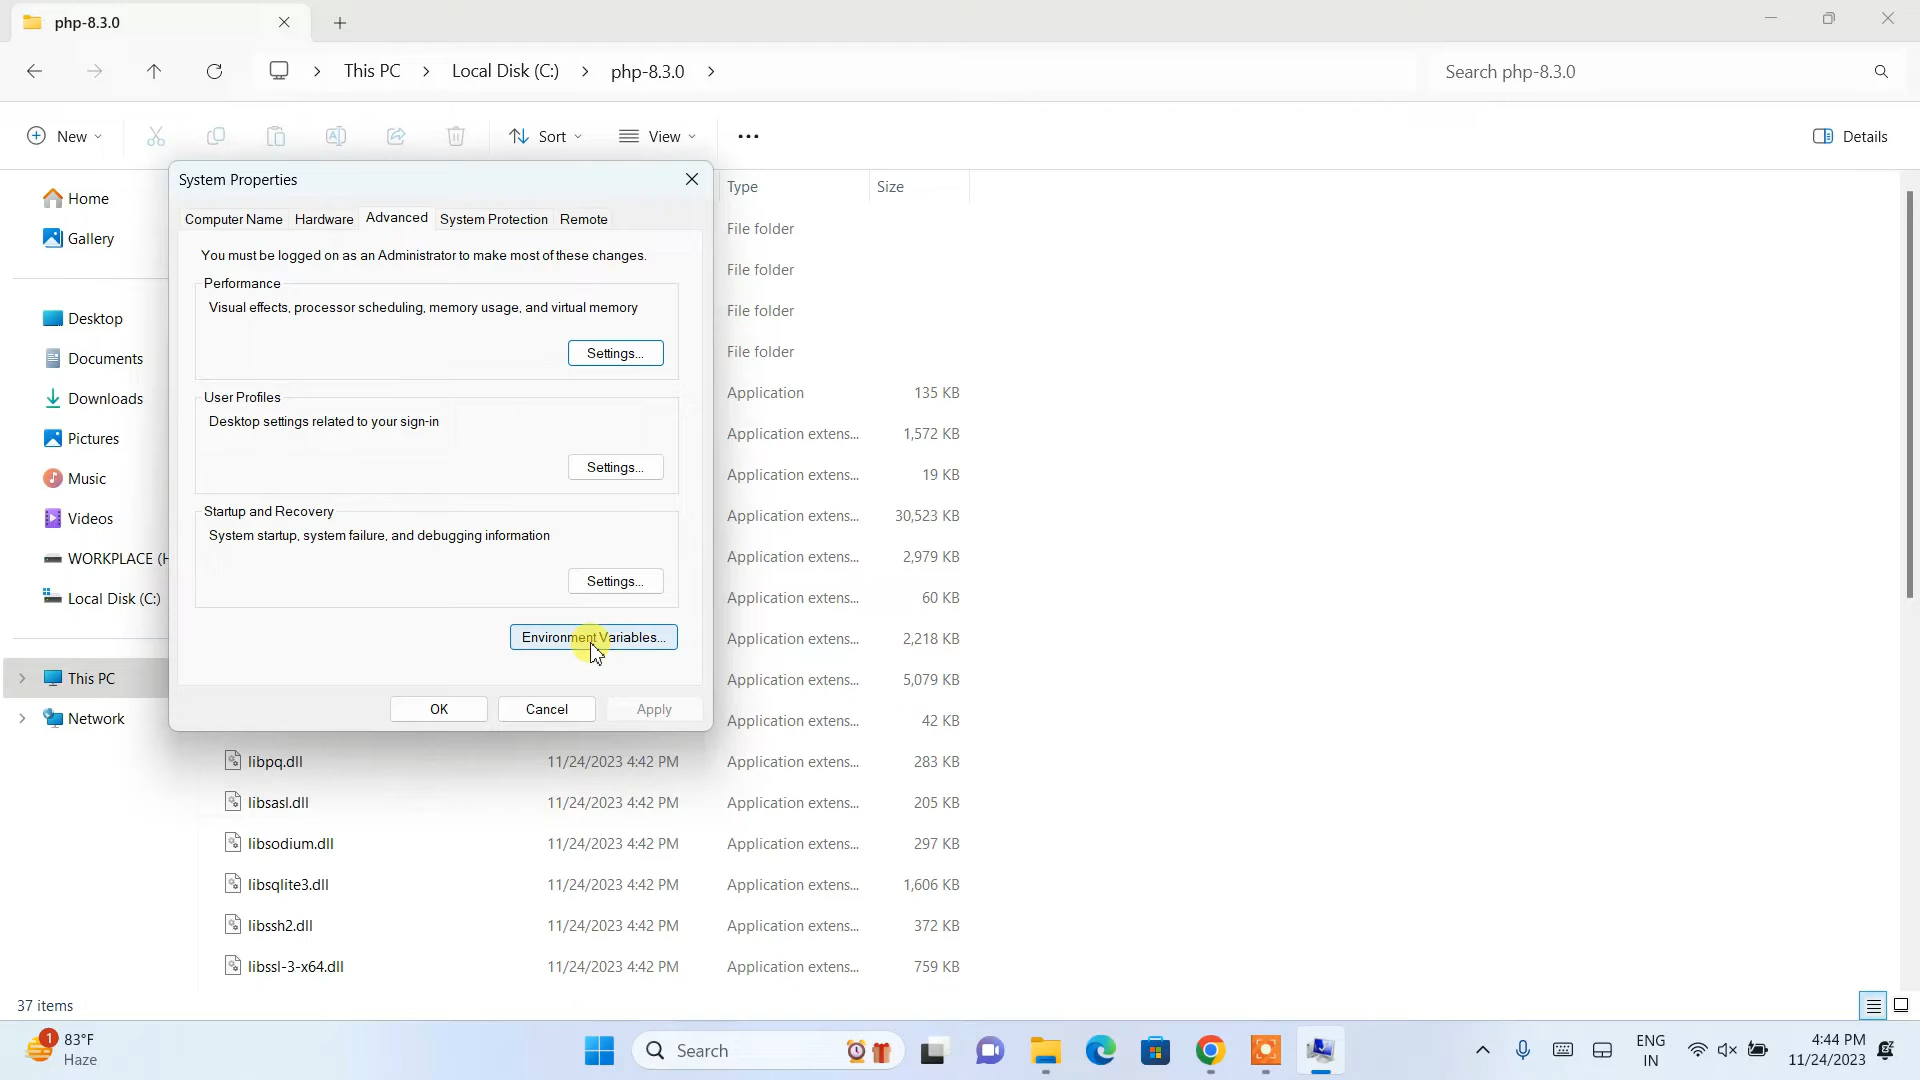 php-8.3.0
This PC
Local Disk (C:)
php-8.3.0
Search php-8.3.0
New
Sort
View
Details
Home
Gallery
Desktop
Documents
Downloads
Pictures
Music
Videos
WORKPLACE (H
Local Disk (C:)
This PC
Network
System Properties
Computer Name Hardware Advanced System Protection Remote
You must be logged on as an Administrator to make most of these changes.
Performance
Visual effects, processor scheduling, memory usage, and virtual memory
Settings...
User Profiles
Desktop settings related to your sign-in
Settings...
Startup and Recovery
System startup, system failure, and debugging information
Settings...
Environment Variables...
OK Cancel Apply
Type Size
File folder
File folder
File folder
File folder
Application 135 KB
Application extens... 1,572 KB
Application extens... 19 KB
Application extens... 30,523 KB
Application extens... 2,979 KB
Application extens... 60 KB
Application extens... 2,218 KB
Application extens... 5,079 KB
Application extens... 42 KB
libpq.dll 11/24/2023 4:42 PM Application extens... 283 KB
libsasl.dll 11/24/2023 4:42 PM Application extens... 205 KB
libsodium.dll 11/24/2023 4:42 PM Application extens... 297 KB
libsqlite3.dll 11/24/2023 4:42 PM Application extens... 1,606 KB
libssh2.dll 11/24/2023 4:42 PM Application extens... 372 KB
libssl-3-x64.dll 11/24/2023 4:42 PM Application extens... 759 KB
37 items
1
83°F
Haze
Search
ENG
IN
4:44 PM
11/24/2023